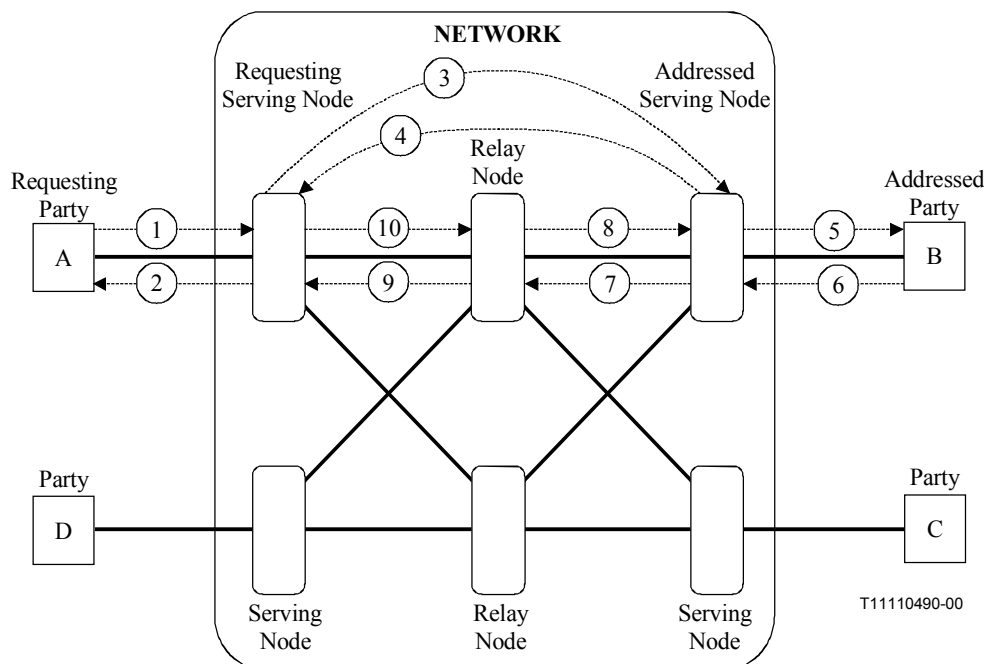 NETWORK
Requesting
Serving Node
3
Addressed
Serving Node
4
Relay
Node
Requesting
Party
Addressed
Party
1
10
8
5
A
B
2
9
7
6
Party
D
Party
C
Serving
Node
Relay
Node
Serving
Node
T11110490-00